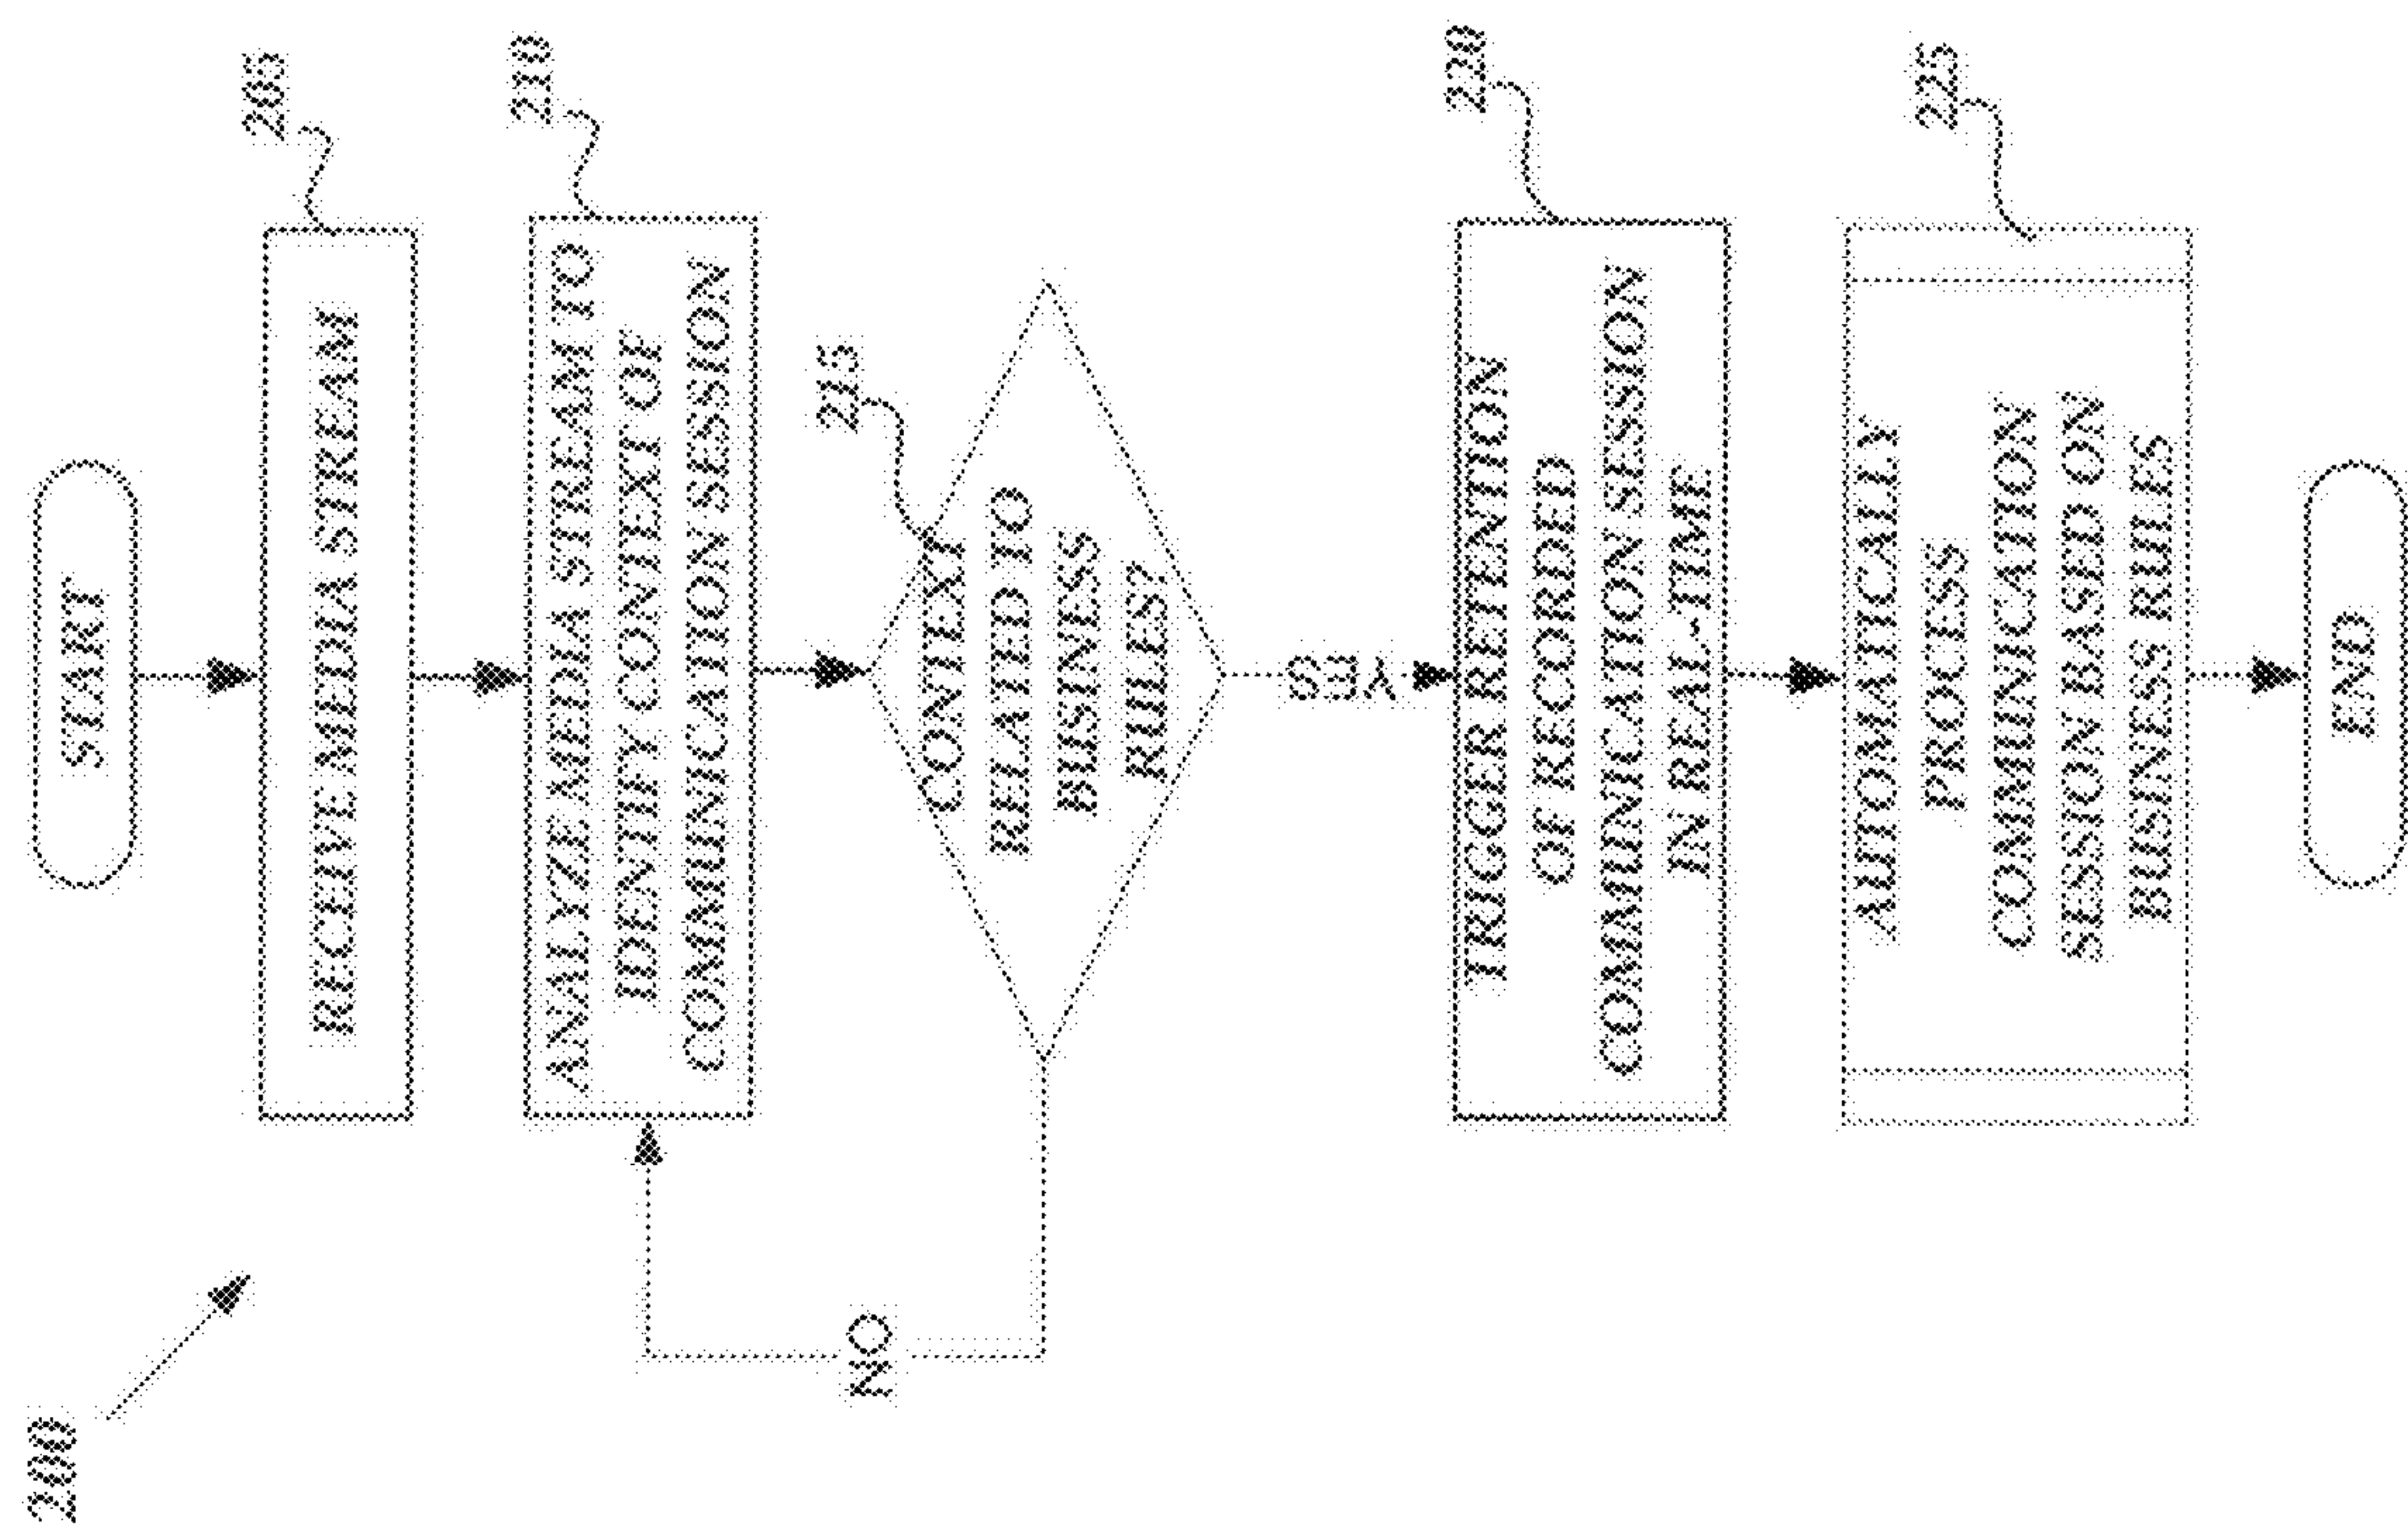 200
START
RECEIVE MEDIA STREAM
205
ANALYZE MEDIA STREAM TO
IDENTIFY CONTEXT OF
COMMUNICATION SESSION
210
215
CONTEXT
RELATED TO
BUSINESS
RULES?
NO
YES
TRIGGER RETENTION
OF RECORDED
COMMUNICATION SESSION
IN REAL-TIME
220
AUTOMATICALLY
PROCESS
COMMUNICATION
SESSION BASED ON
BUSINESS RULES
225
END